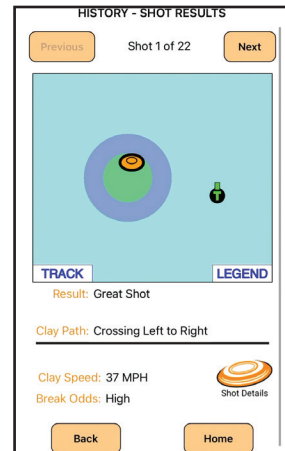 HISTORY - SHOT RESULTS
Previous
Shot 1 of 22
Next
T
TRACK
LEGEND
Result: Great Shot
Clay Path: Crossing Left to Right
Clay Speed: 37 MPH
Break Odds: High
Shot Details
Back
Home